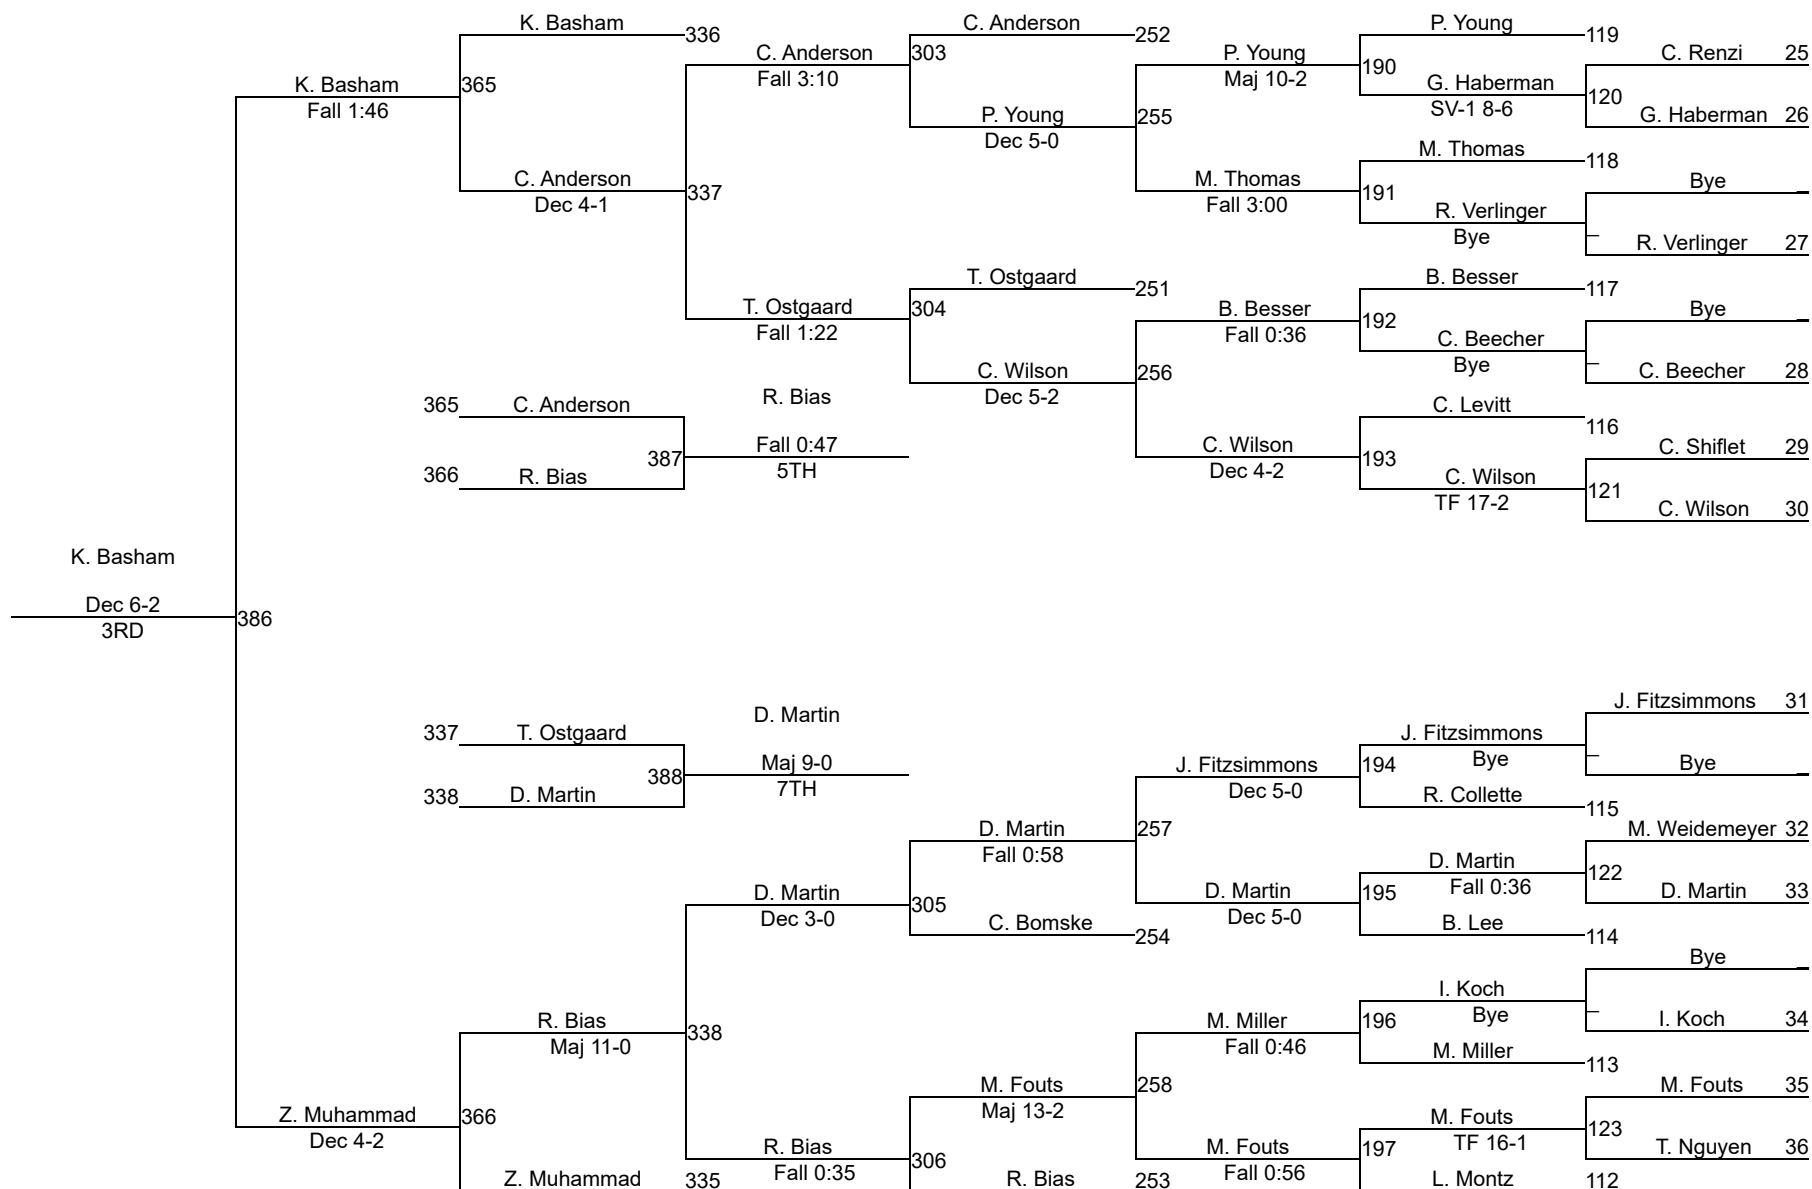 K. Basham
336
C. Anderson
252
P. Young
119
C. Anderson
Fall 3:10
303
P. Young
Maj 10-2
190
C. Renzi 25
K. Basham
Fall 1:46
365
G. Haberman
SV-1 8-6
120
P. Young
Dec 5-0
255
G. Haberman 26
M. Thomas
118
C. Anderson
Dec 4-1
337
M. Thomas
Fall 3:00
191
Bye
R. Verlinger
Bye
R. Verlinger 27
T. Ostgaard
251
B. Besser
117
T. Ostgaard
Fall 1:22
304
B. Besser
Fall 0:36
192
Bye
C. Beecher
Bye
C. Wilson
Dec 5-2
256
C. Beecher 28
R. Bias
365
C. Anderson
C. Levitt
116
387
Fall 0:47
5TH
C. Wilson
Dec 4-2
193
C. Shiflet 29
366
R. Bias
C. Wilson
TF 17-2
121
C. Wilson 30
K. Basham
Dec 6-2
3RD
386
J. Fitzsimmons 31
D. Martin
337
T. Ostgaard
J. Fitzsimmons
Bye
388
Maj 9-0
7TH
J. Fitzsimmons
Dec 5-0
194
Bye
338
D. Martin
R. Collette
115
D. Martin
Fall 0:58
257
M. Weidemeyer 32
D. Martin
Fall 0:36
122
D. Martin
Dec 3-0
305
D. Martin
Dec 5-0
195
D. Martin 33
C. Bomske
254
B. Lee
114
Bye
I. Koch
Bye
R. Bias
Maj 11-0
338
M. Miller
Fall 0:46
196
I. Koch 34
M. Miller
113
M. Fouts
Maj 13-2
258
M. Fouts 35
Z. Muhammad
Dec 4-2
366
M. Fouts
TF 16-1
123
R. Bias
Fall 0:35
306
M. Fouts
Fall 0:56
197
T. Nguyen 36
Z. Muhammad
335
R. Bias
253
L. Montz
112